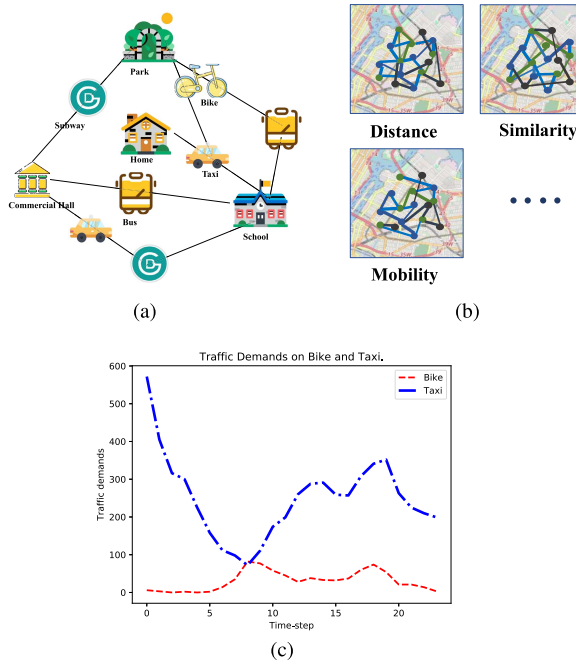 Park
Bike
Subway
Home
Taxi
Commercial Hall
Bus
School
(a)
Distance
Similarity
Mobility
(b)
Traffic Demands on Bike and Taxi.
Bike
Taxi
Traffic demands
600
500
400
300
200
100
0
0
5
10
15
20
Time-step
(c)